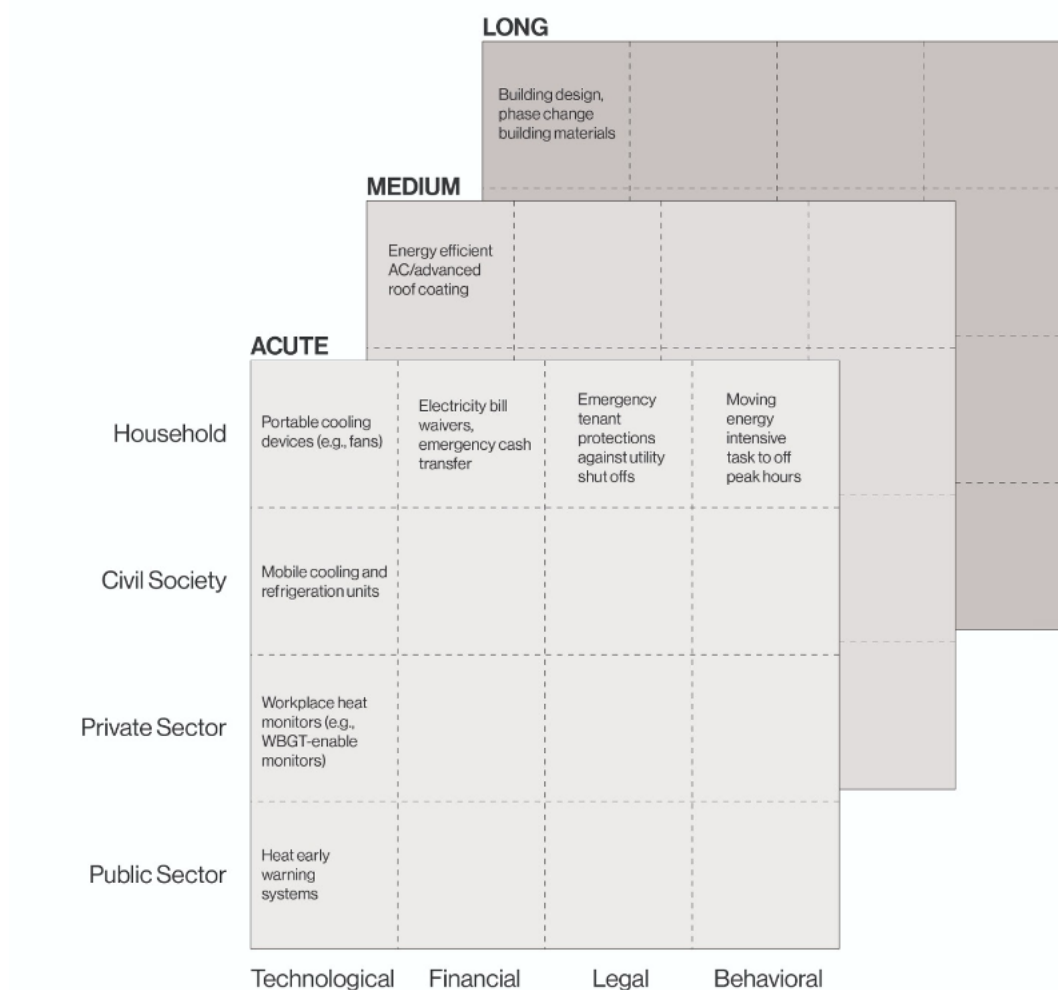 LONG
Building design,
phase change
building materials
MEDIUM
Energy efficient
AC/advanced
roof coating
ACUTE
Household
Portable cooling
devices (e.g., fans)
Electricity bill
waivers,
emergency cash
transfer
Emergency
tenant
protections
against utility
shut offs
Moving
energy
intensive
task to off
peak hours
Civil Society
Mobile cooling and
refrigeration units
Private Sector
Workplace heat
monitors (e.g.,
WBGT-enable
monitors)
Public Sector
Heat early
warning
systems
Technological
Financial
Legal
Behavioral